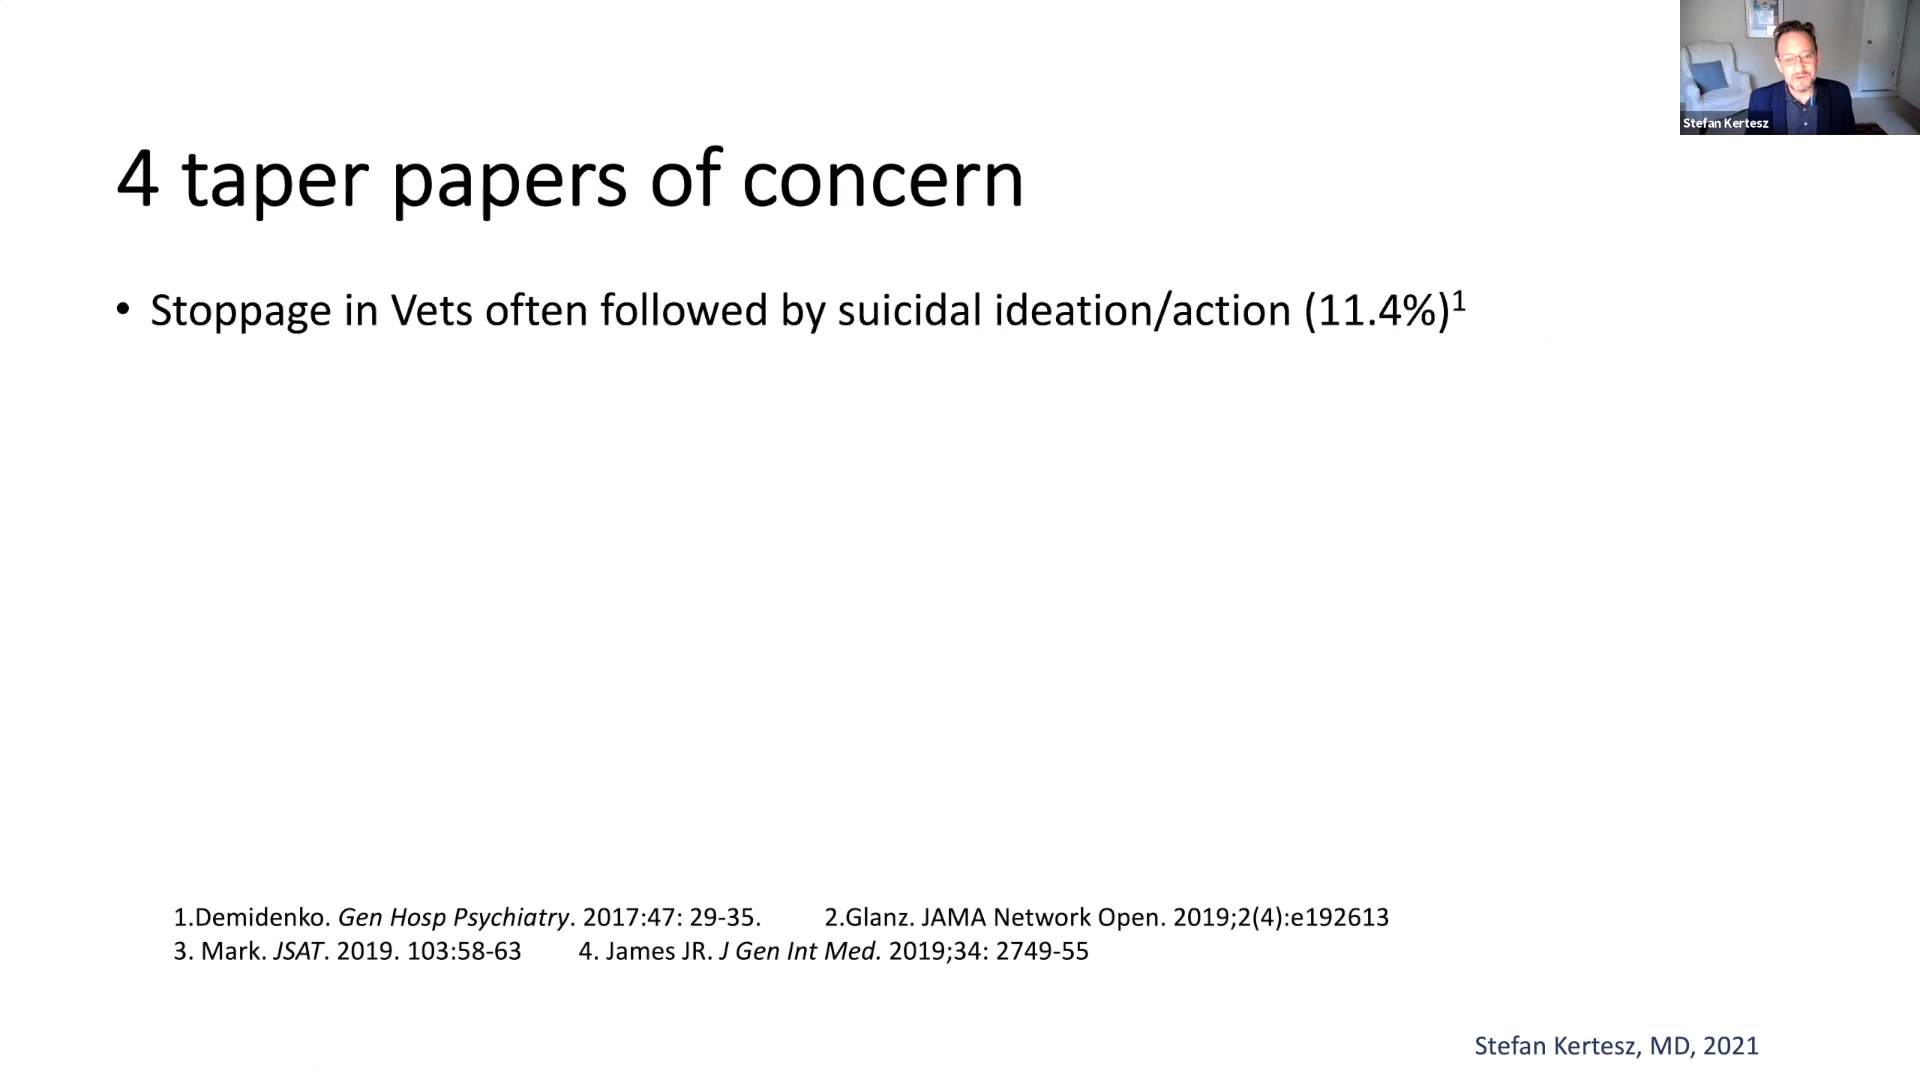 Stefan Kertesz
4 taper papers of concern
• Stoppage in Vets often followed by suicidal ideation/action (11.4%)¹
1.Demidenko. Gen Hosp Psychiatry. 2017:47: 29-35. 2.Glanz. JAMA Network Open. 2019;2(4):e192613
3. Mark. JSAT. 2019. 103:58-63 4. James JR. J Gen Int Med. 2019;34: 2749-55
Stefan Kertesz, MD, 2021